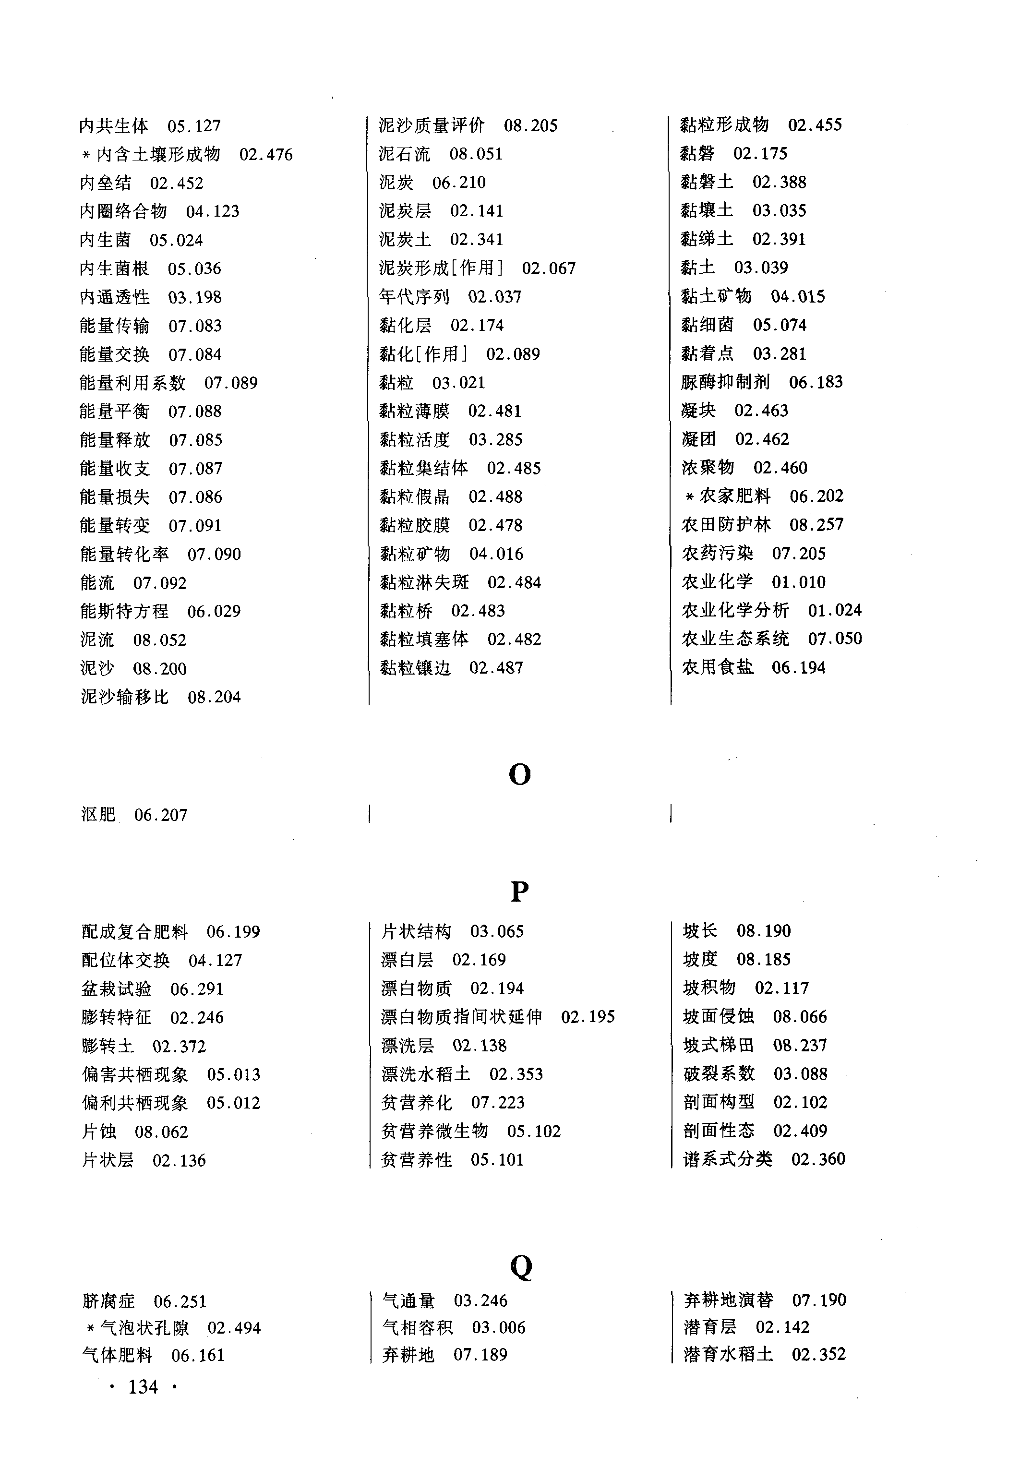 内共生体 05.127
*内含土壤形成物 02.476
内垒结 02.452
内圈络合物 04.123
内生菌 05.024
内生菌根 05.036
内通透性 03.198
能量传输 07.083
能量交换 07.084
能量利用系数 07.089
能量平衡 07.088
能量释放 07.085
能量收支 07.087
能量损失 07.086
能量转变 07.091
能量转化率 07.090
能流 07.092
能斯特方程 06.029
泥流 08.052
泥沙 08.200
泥沙输移比 08.204
泥沙质量评价 08.205
泥石流 08.051
泥炭 06.210
泥炭层 02.141
泥炭土 02.341
泥炭形成[作用] 02.067
年代序列 02.037
黏化层 02.174
黏化[作用] 02.089
黏粒 03.021
黏粒薄膜 02.481
黏粒活度 03.285
黏粒集结体 02.485
黏粒假晶 02.488
黏粒胶膜 02.478
黏粒矿物 04.016
黏粒淋失斑 02.484
黏粒桥 02.483
黏粒填塞体 02.482
黏粒镶边 02.487
黏粒形成物 02.455
黏磐 02.175
黏磐土 02.388
黏壤土 03.035
黏绨土 02.391
黏土 03.039
黏土矿物 04.015
黏细菌 05.074
黏着点 03.281
脲酶抑制剂 06.183
凝块 02.463
凝团 02.462
浓聚物 02.460
*农家肥料 06.202
农田防护林 08.257
农药污染 07.205
农业化学 01.010
农业化学分析 01.024
农业生态系统 07.050
农用食盐 06.194
O
沤肥 06.207
P
配成复合肥料 06.199
配位体交换 04.127
盆栽试验 06.291
膨转特征 02.246
膨转土 02.372
偏害共栖现象 05.013
偏利共栖现象 05.012
片蚀 08.062
片状层 02.136
片状结构 03.065
漂白层 02.169
漂白物质 02.194
漂白物质指间状延伸 02.195
漂洗层 02.138
漂洗水稻土 02.353
贫营养化 07.223
贫营养微生物 05.102
贫营养性 05.101
坡长 08.190
坡度 08.185
坡积物 02.117
坡面侵蚀 08.066
坡式梯田 08.237
破裂系数 03.088
剖面构型 02.102
剖面性态 02.409
谱系式分类 02.360
Q
脐腐症 06.251
*气泡状孔隙 02.494
气体肥料 06.161
气通量 03.246
气相容积 03.006
弃耕地 07.189
弃耕地演替 07.190
潜育层 02.142
潜育水稻土 02.352
· 134 ·